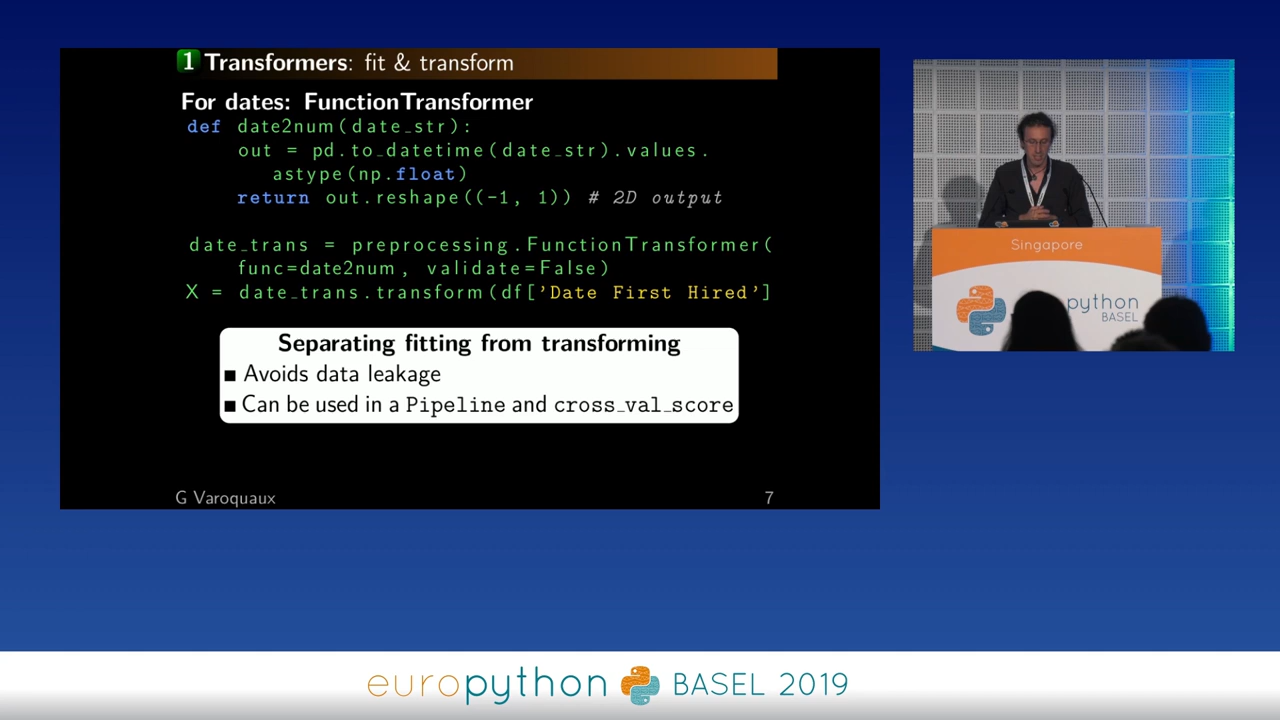 1 Transformers: fit & transform
For dates: FunctionTransformer
def date2num(date_str):
out = pd.to_datetime(date_str).values.
astype(np.float)
return out.reshape((-1, 1)) # 2D output
date_trans = preprocessing.FunctionTransformer(
func=date2num, validate=False)
X = date_trans.transform(df['Date First Hired']
Separating fitting from transforming
■ Avoids data leakage
■ Can be used in a Pipeline and cross_val_score
G Varoquaux 7
Singapore
python
BASEL
europython BASEL 2019